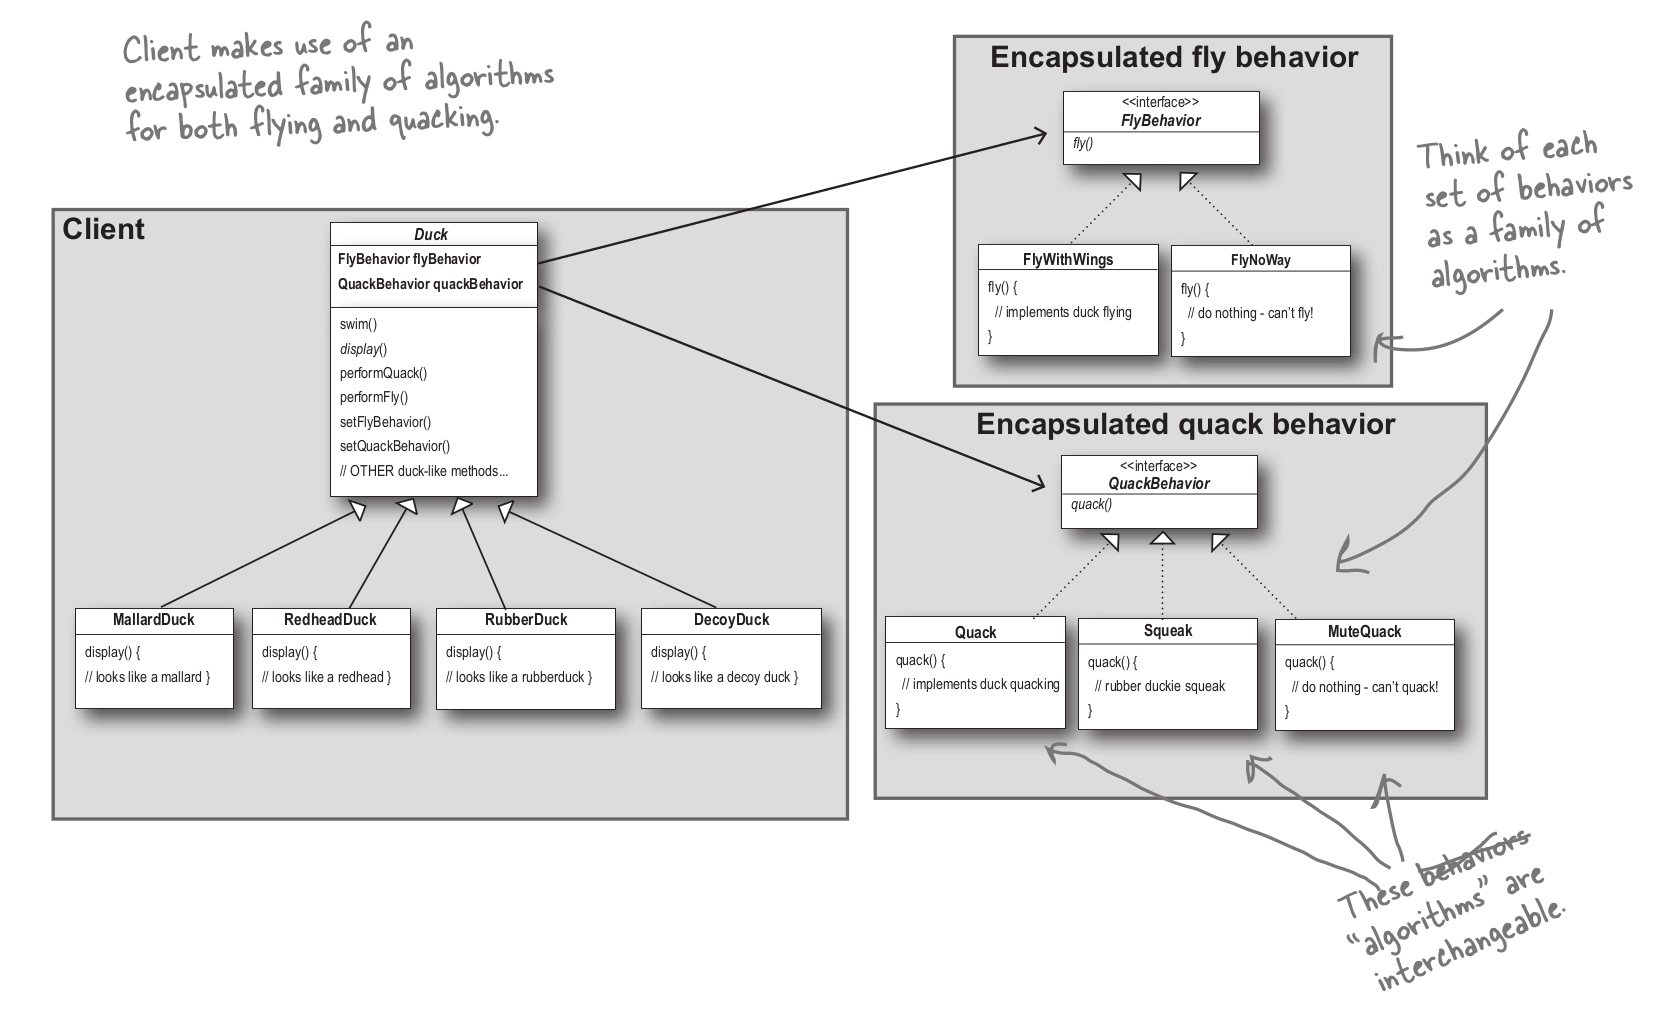 Client makes use of an
encapsulated family of algorithms
for both flying and quacking.
Client
Duck
FlyBehavior flyBehavior
QuackBehavior quackBehavior
swim()
display()
performQuack()
performFly()
setFlyBehavior()
setQuackBehavior()
// OTHER duck-like methods...
MallardDuck
display() {
// looks like a mallard }
RedheadDuck
display() {
// looks like a redhead }
RubberDuck
display() {
// looks like a rubberduck }
DecoyDuck
display() {
// looks like a decoy duck }
Encapsulated fly behavior
<<interface>>
FlyBehavior
fly()
FlyWithWings
fly() {
// implements duck flying
}
FlyNoWay
fly() {
// do nothing - can't fly!
}
Think of each
set of behaviors
as a family of
algorithms.
Encapsulated quack behavior
<<interface>>
QuackBehavior
quack()
Quack
quack() {
// implements duck quacking
}
Squeak
quack() {
// rubber duckie squeak
}
MuteQuack
quack() {
// do nothing - can't quack!
}
These behaviors
“algorithms” are
interchangeable.